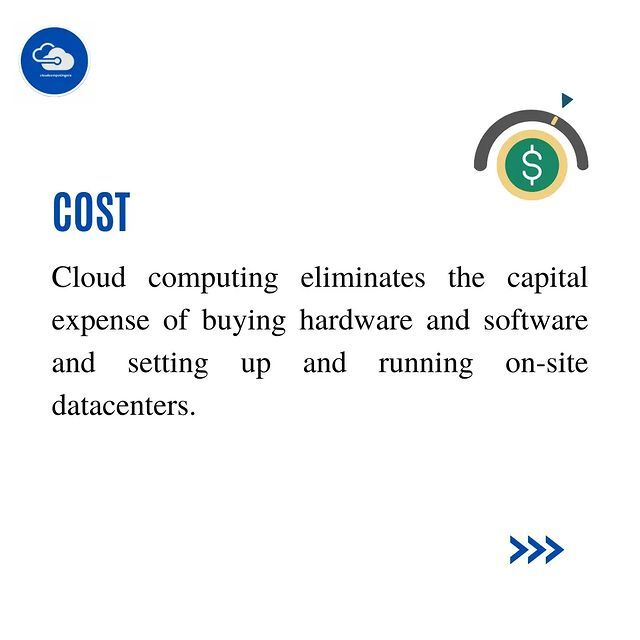 COST
Cloud computing eliminates the capital
expense of buying hardware and software
and setting up and running on-site
datacenters.